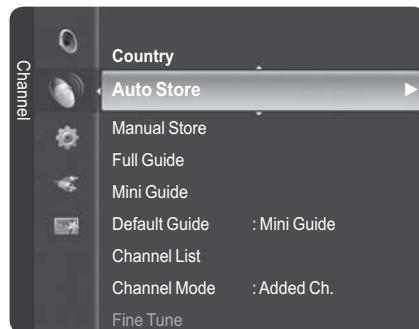 Channel
Country
Auto Store
Manual Store
Full Guide
Mini Guide
Default Guide : Mini Guide
Channel List
Channel Mode : Added Ch.
Fine Tune